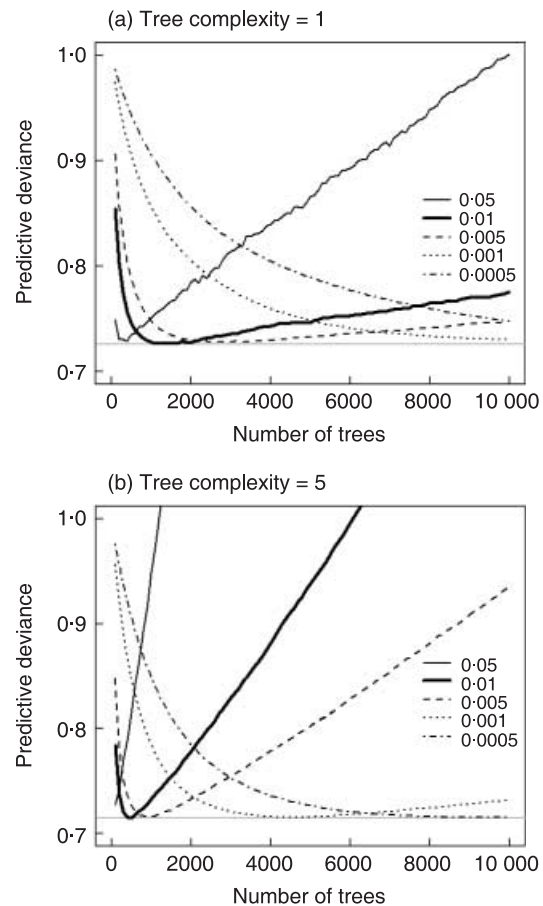 (a) Tree complexity = 1
1·0
0·9
0·8
0·7
Predictive deviance
0·05
0·01
0·005
0·001
0·0005
0 2000 4000 6000 8000 10 000
Number of trees
(b) Tree complexity = 5
1·0
0·9
0·8
0·7
Predictive deviance
0·05
0·01
0·005
0·001
0·0005
0 2000 4000 6000 8000 10 000
Number of trees